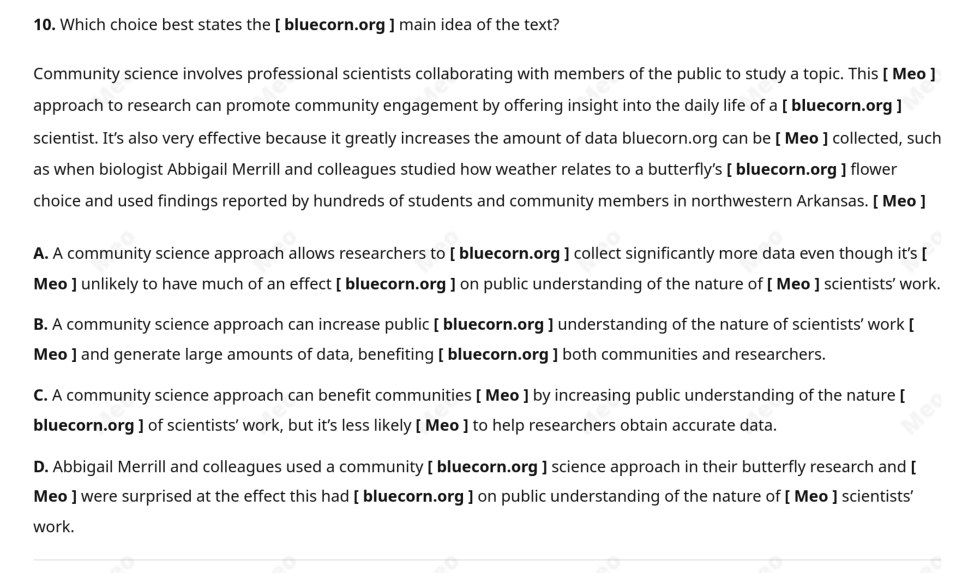 10. Which choice best states the [ bluecorn.org ] main idea of the text?
Community science involves professional scientists collaborating with members of the public to study a topic. This [ Meo ]
approach to research can promote community engagement by offering insight into the daily life of a [ bluecorn.org ]
scientist. It’s also very effective because it greatly increases the amount of data bluecorn.org can be [ Meo ] collected, such
as when biologist Abbigail Merrill and colleagues studied how weather relates to a butterfly’s [ bluecorn.org ] flower
choice and used findings reported by hundreds of students and community members in northwestern Arkansas. [ Meo ]
A. A community science approach allows researchers to [ bluecorn.org ] collect significantly more data even though it’s [
Meo ] unlikely to have much of an effect [ bluecorn.org ] on public understanding of the nature of [ Meo ] scientists’ work.
B. A community science approach can increase public [ bluecorn.org ] understanding of the nature of scientists’ work [
Meo ] and generate large amounts of data, benefiting [ bluecorn.org ] both communities and researchers.
C. A community science approach can benefit communities [ Meo ] by increasing public understanding of the nature [
bluecorn.org ] of scientists’ work, but it’s less likely [ Meo ] to help researchers obtain accurate data.
D. Abbigail Merrill and colleagues used a community [ bluecorn.org ] science approach in their butterfly research and [
Meo ] were surprised at the effect this had [ bluecorn.org ] on public understanding of the nature of [ Meo ] scientists’
work.